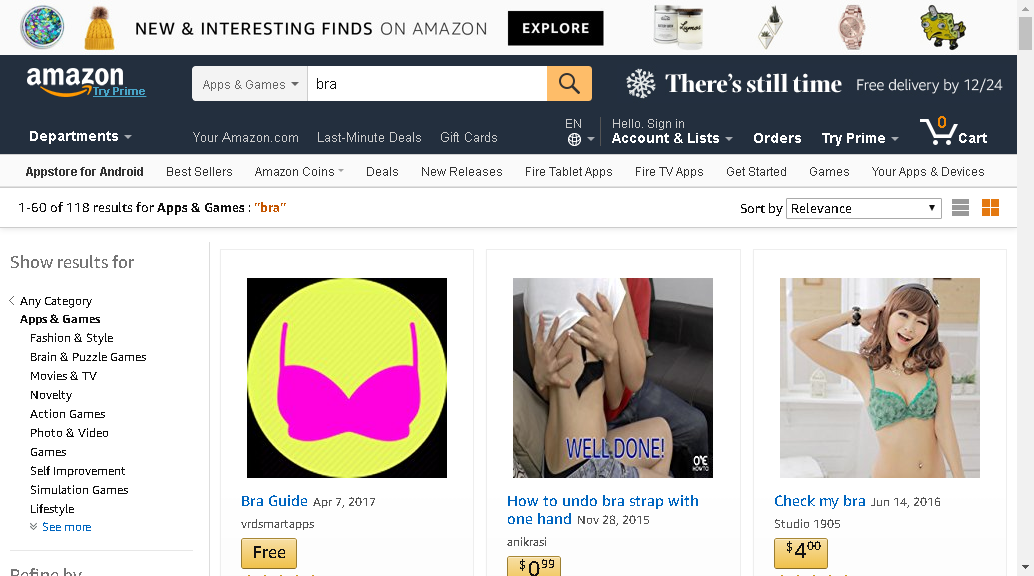 NEW & INTERESTING FINDS ON AMAZON EXPLORE
amazon
Try Prime
Apps & Games
bra
There's still time Free delivery by 12/24
Departments
Your Amazon.com Last-Minute Deals Gift Cards
EN
Hello. Sign in
Account & Lists
Orders
Try Prime
0
Cart
Appstore for Android Best Sellers Amazon Coins Deals New Releases Fire Tablet Apps Fire TV Apps Get Started Games Your Apps & Devices
1-60 of 118 results for Apps & Games : "bra"
Sort by Relevance
Show results for
Any Category
Apps & Games
Fashion & Style
Brain & Puzzle Games
Movies & TV
Novelty
Action Games
Photo & Video
Games
Self Improvement
Simulation Games
Lifestyle
See more
Refine by
Bra Guide Apr 7, 2017
vrdsmartapps
Free
WELL DONE!
How to undo bra strap with
one hand Nov 28, 2015
anikrasi
$0.99
Check my bra Jun 14, 2016
Studio 1905
$4.00